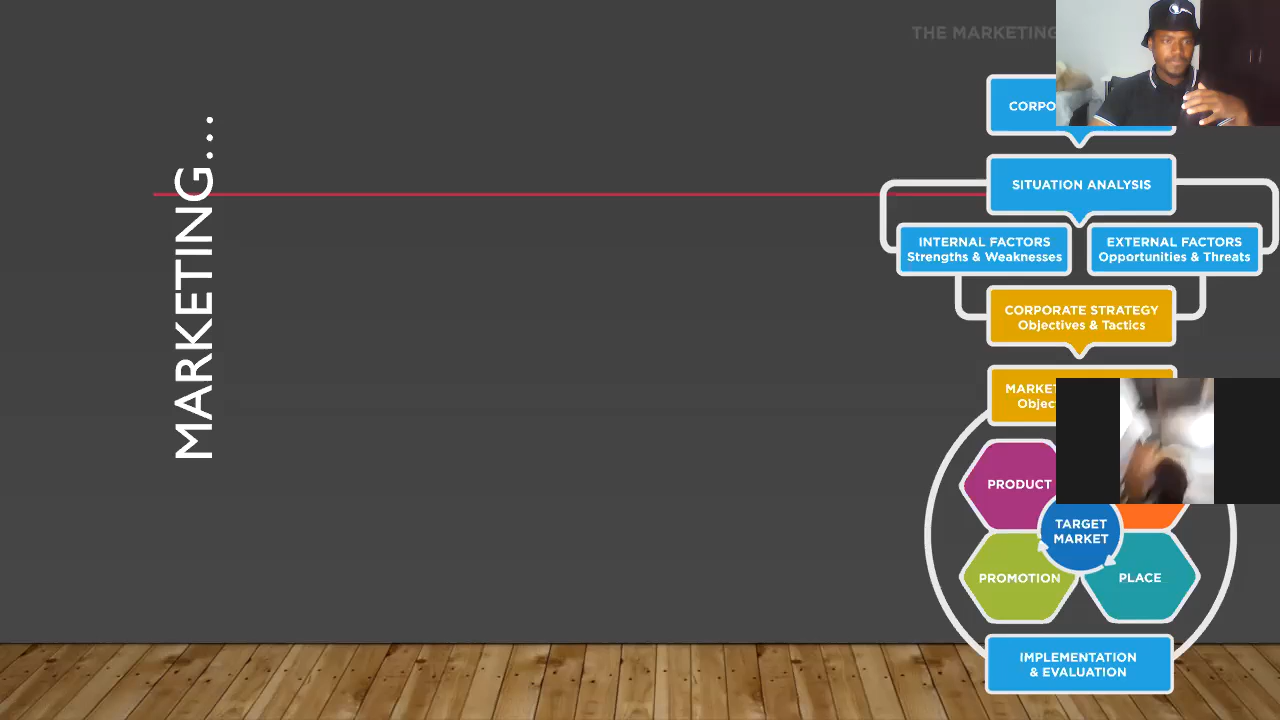 MARKETING...
THE MARKETING
CORPO
SITUATION ANALYSIS
INTERNAL FACTORS
Strengths & Weaknesses
EXTERNAL FACTORS
Opportunities & Threats
CORPORATE STRATEGY
Objectives & Tactics
MARKET
Objec
PRODUCT
TARGET
MARKET
PROMOTION
PLACE
IMPLEMENTATION
& EVALUATION